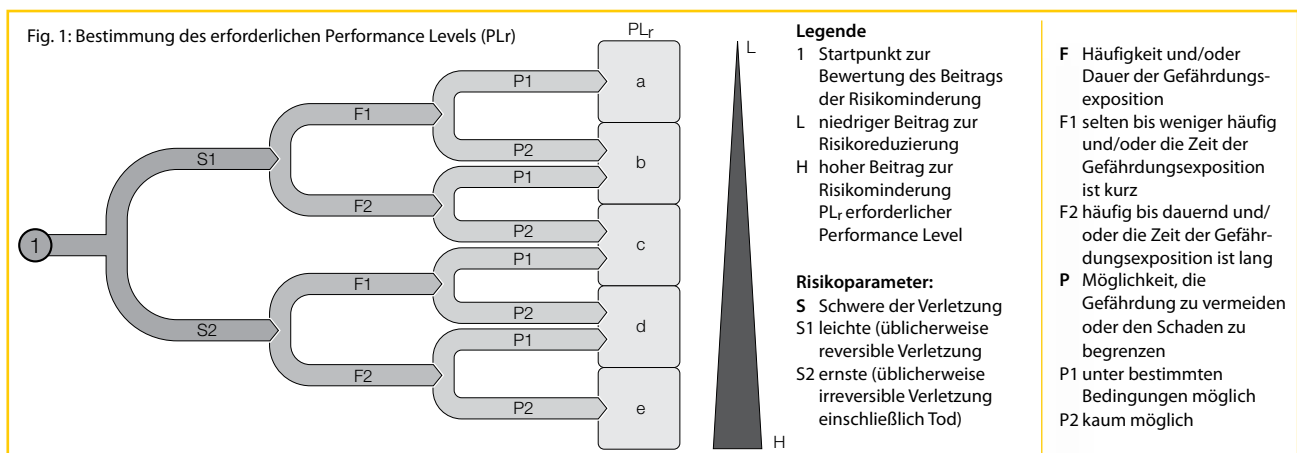 Fig. 1: Bestimmung des erforderlichen Performance Levels (PLr)
PLr
1
S1
S2
F1
F2
F1
F2
P1
P2
P1
P2
P1
P2
P1
P2
a
b
c
d
e
L
H
Legende
1 Startpunkt zur
Bewertung des Beitrags
der Risikominderung
L niedriger Beitrag zur
Risikoreduzierung
H hoher Beitrag zur
Risikominderung
PLr erforderlicher
Performance Level
Risikoparameter:
S Schwere der Verletzung
S1 leichte (üblicherweise
reversible Verletzung
S2 ernste (üblicherweise
irreversible Verletzung
einschließlich Tod)
F Häufigkeit und/oder
Dauer der Gefährdungs-
exposition
F1 selten bis weniger häufig
und/oder die Zeit der
Gefährdungsexposition
ist kurz
F2 häufig bis dauernd und/
oder die Zeit der Gefähr-
dungsexposition ist lang
P Möglichkeit, die
Gefährdung zu vermeiden
oder den Schaden zu
begrenzen
P1 unter bestimmten
Bedingungen möglich
P2 kaum möglich